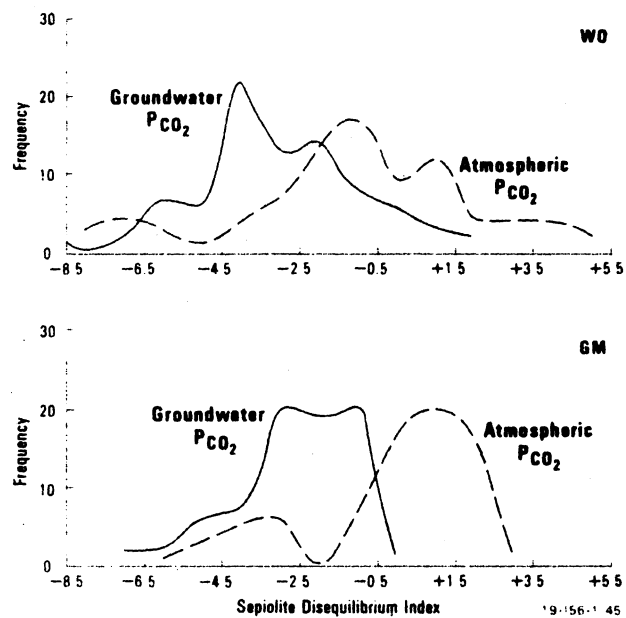 30
WO
20
Groundwater
PCO2
Atmospheric
PCO2
Frequency
10
0
-8 5 -6 5 -4 5 -2 5 -0 5 +1 5 +3 5 +5 5
30
GM
20
Groundwater
PCO2
Atmospheric
PCO2
Frequency
10
0
-8 5 -6 5 -4 5 -2 5 -0 5 +1 5 +3 5 +5 5
Sepiolite Disequilibrium Index